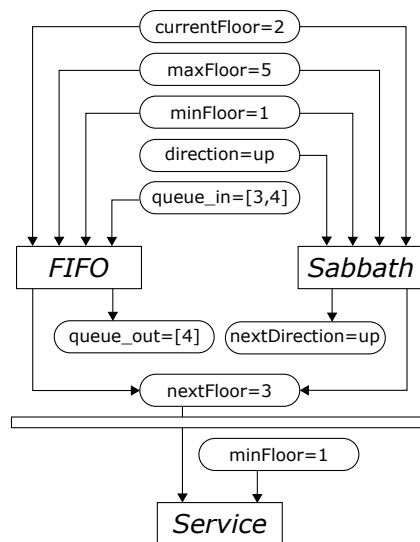 currentFloor=2
maxFloor=5
minFloor=1
direction=up
queue_in=[3,4]
FIFO
Sabbath
queue_out=[4]
nextDirection=up
nextFloor=3
minFloor=1
Service